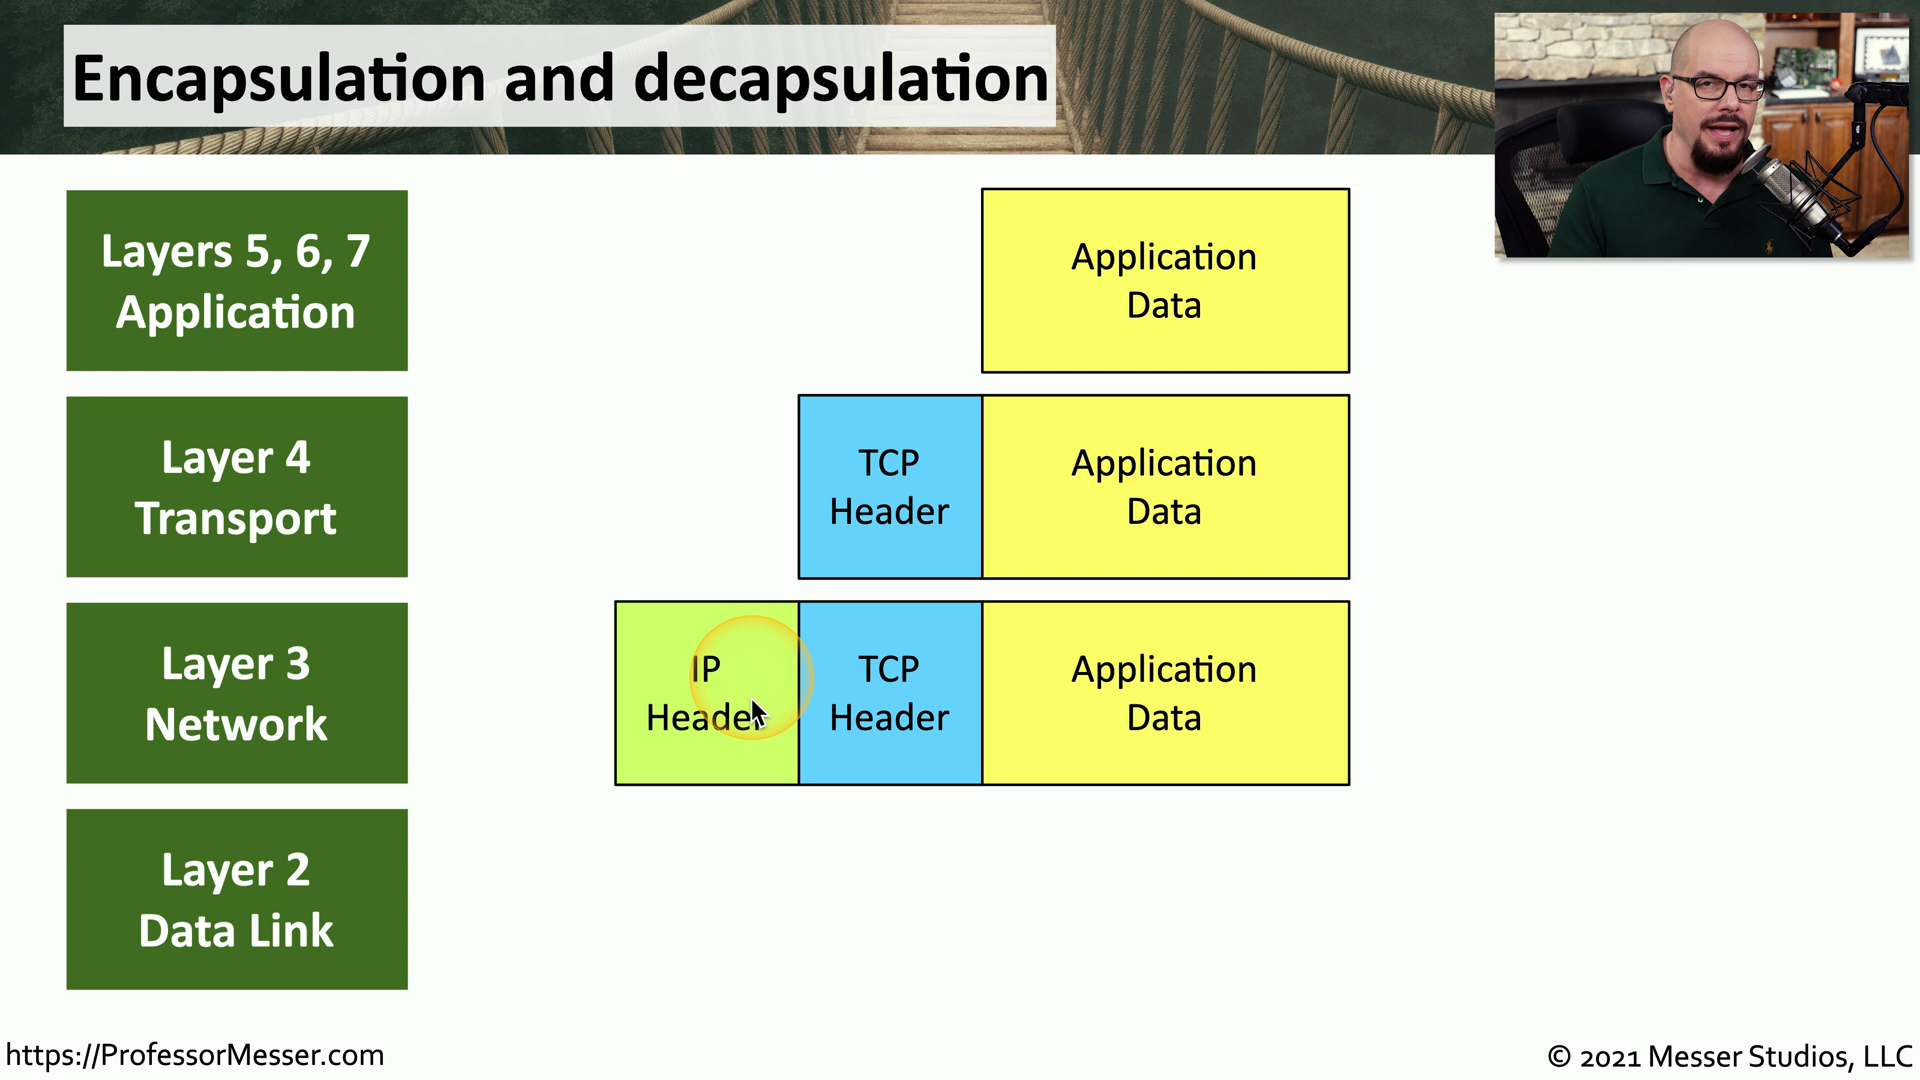 Encapsulation and decapsulation
Layers 5, 6, 7
Application
Application
Data
Layer 4
Transport
TCP
Header
Application
Data
Layer 3
Network
IP
Header
TCP
Header
Application
Data
Layer 2
Data Link
https://ProfessorMesser.com
© 2021 Messer Studios, LLC